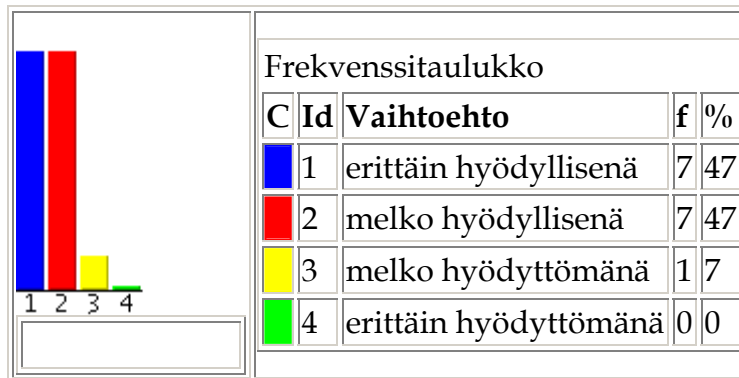 1 2 3 4
Frekvenssitaulukko
C Id Vaihtoehto f %
1 erittäin hyödyllisenä 7 47
2 melko hyödyllisenä 7 47
3 melko hyödyttömänä 1 7
4 erittäin hyödyttömänä 0 0